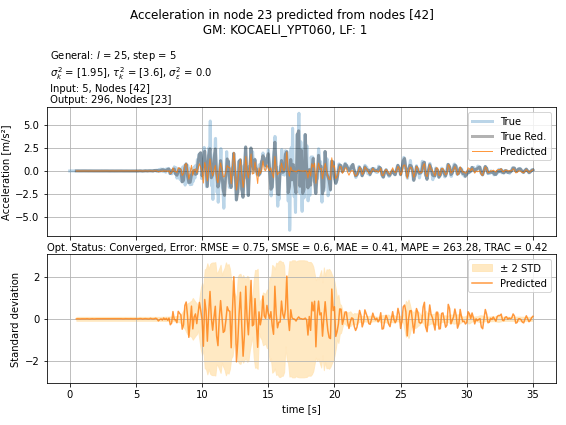 Acceleration in node 23 predicted from nodes [42]
GM: KOCAELI_YPT060, LF: 1
General: l = 25, step = 5
σ²ₖ = [1.95], τ²ₖ = [3.6], σ²ₑ = 0.0
Input: 5, Nodes [42]
Output: 296, Nodes [23]
Acceleration [m/s²]
5.0
2.5
0.0
−2.5
−5.0
True
True Red.
Predicted
Opt. Status: Converged, Error: RMSE = 0.75, SMSE = 0.6, MAE = 0.41, MAPE = 263.28, TRAC = 0.42
Standard deviation
2
0
−2
± 2 STD
Predicted
0 5 10 15 20 25 30 35
time [s]